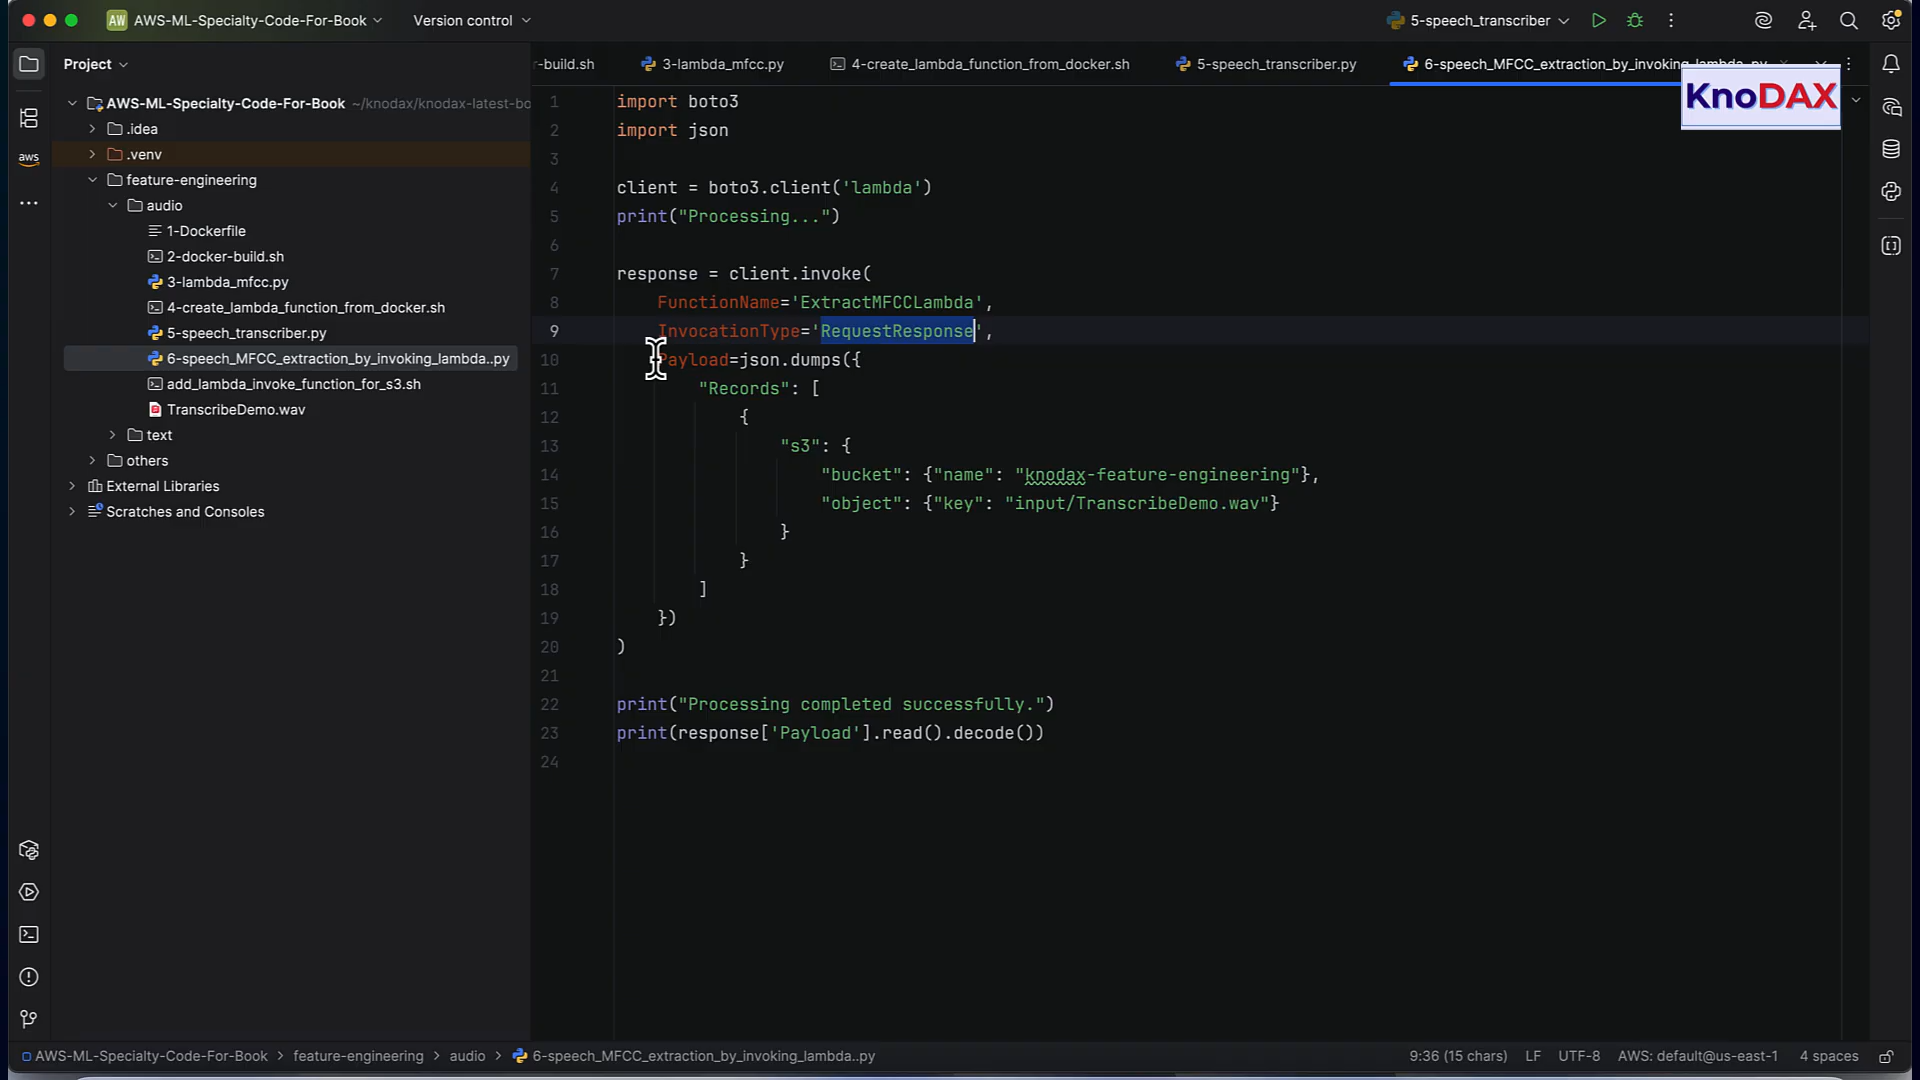 AW AWS-ML-Specialty-Code-For-Book Version control 5-speech_transcriber
Project
-build.sh 3-lambda_mfcc.py 4-create_lambda_function_from_docker.sh 5-speech_transcriber.py 6-speech_MFCC_extraction_by_invoking_lambda..py
KnoDAX
AWS-ML-Specialty-Code-For-Book ~/knodax/knodax-latest-bo
.idea
.venv
feature-engineering
audio
1-Dockerfile
2-docker-build.sh
3-lambda_mfcc.py
4-create_lambda_function_from_docker.sh
5-speech_transcriber.py
6-speech_MFCC_extraction_by_invoking_lambda..py
add_lambda_invoke_function_for_s3.sh
TranscribeDemo.wav
text
others
External Libraries
Scratches and Consoles
aws
1 import boto3
2 import json
3
4 client = boto3.client('lambda')
5 print("Processing...")
6
7 response = client.invoke(
8 FunctionName='ExtractMFCCLambda',
9 InvocationType='RequestResponse',
10 Payload=json.dumps({
11 "Records": [
12 {
13 "s3": {
14 "bucket": {"name": "knodax-feature-engineering"},
15 "object": {"key": "input/TranscribeDemo.wav"}
16 }
17 }
18 ]
19 })
20 )
21
22 print("Processing completed successfully.")
23 print(response['Payload'].read().decode())
24
AWS-ML-Specialty-Code-For-Book > feature-engineering > audio > 6-speech_MFCC_extraction_by_invoking_lambda..py 9:36 (15 chars) LF UTF-8 AWS: default@us-east-1 4 spaces